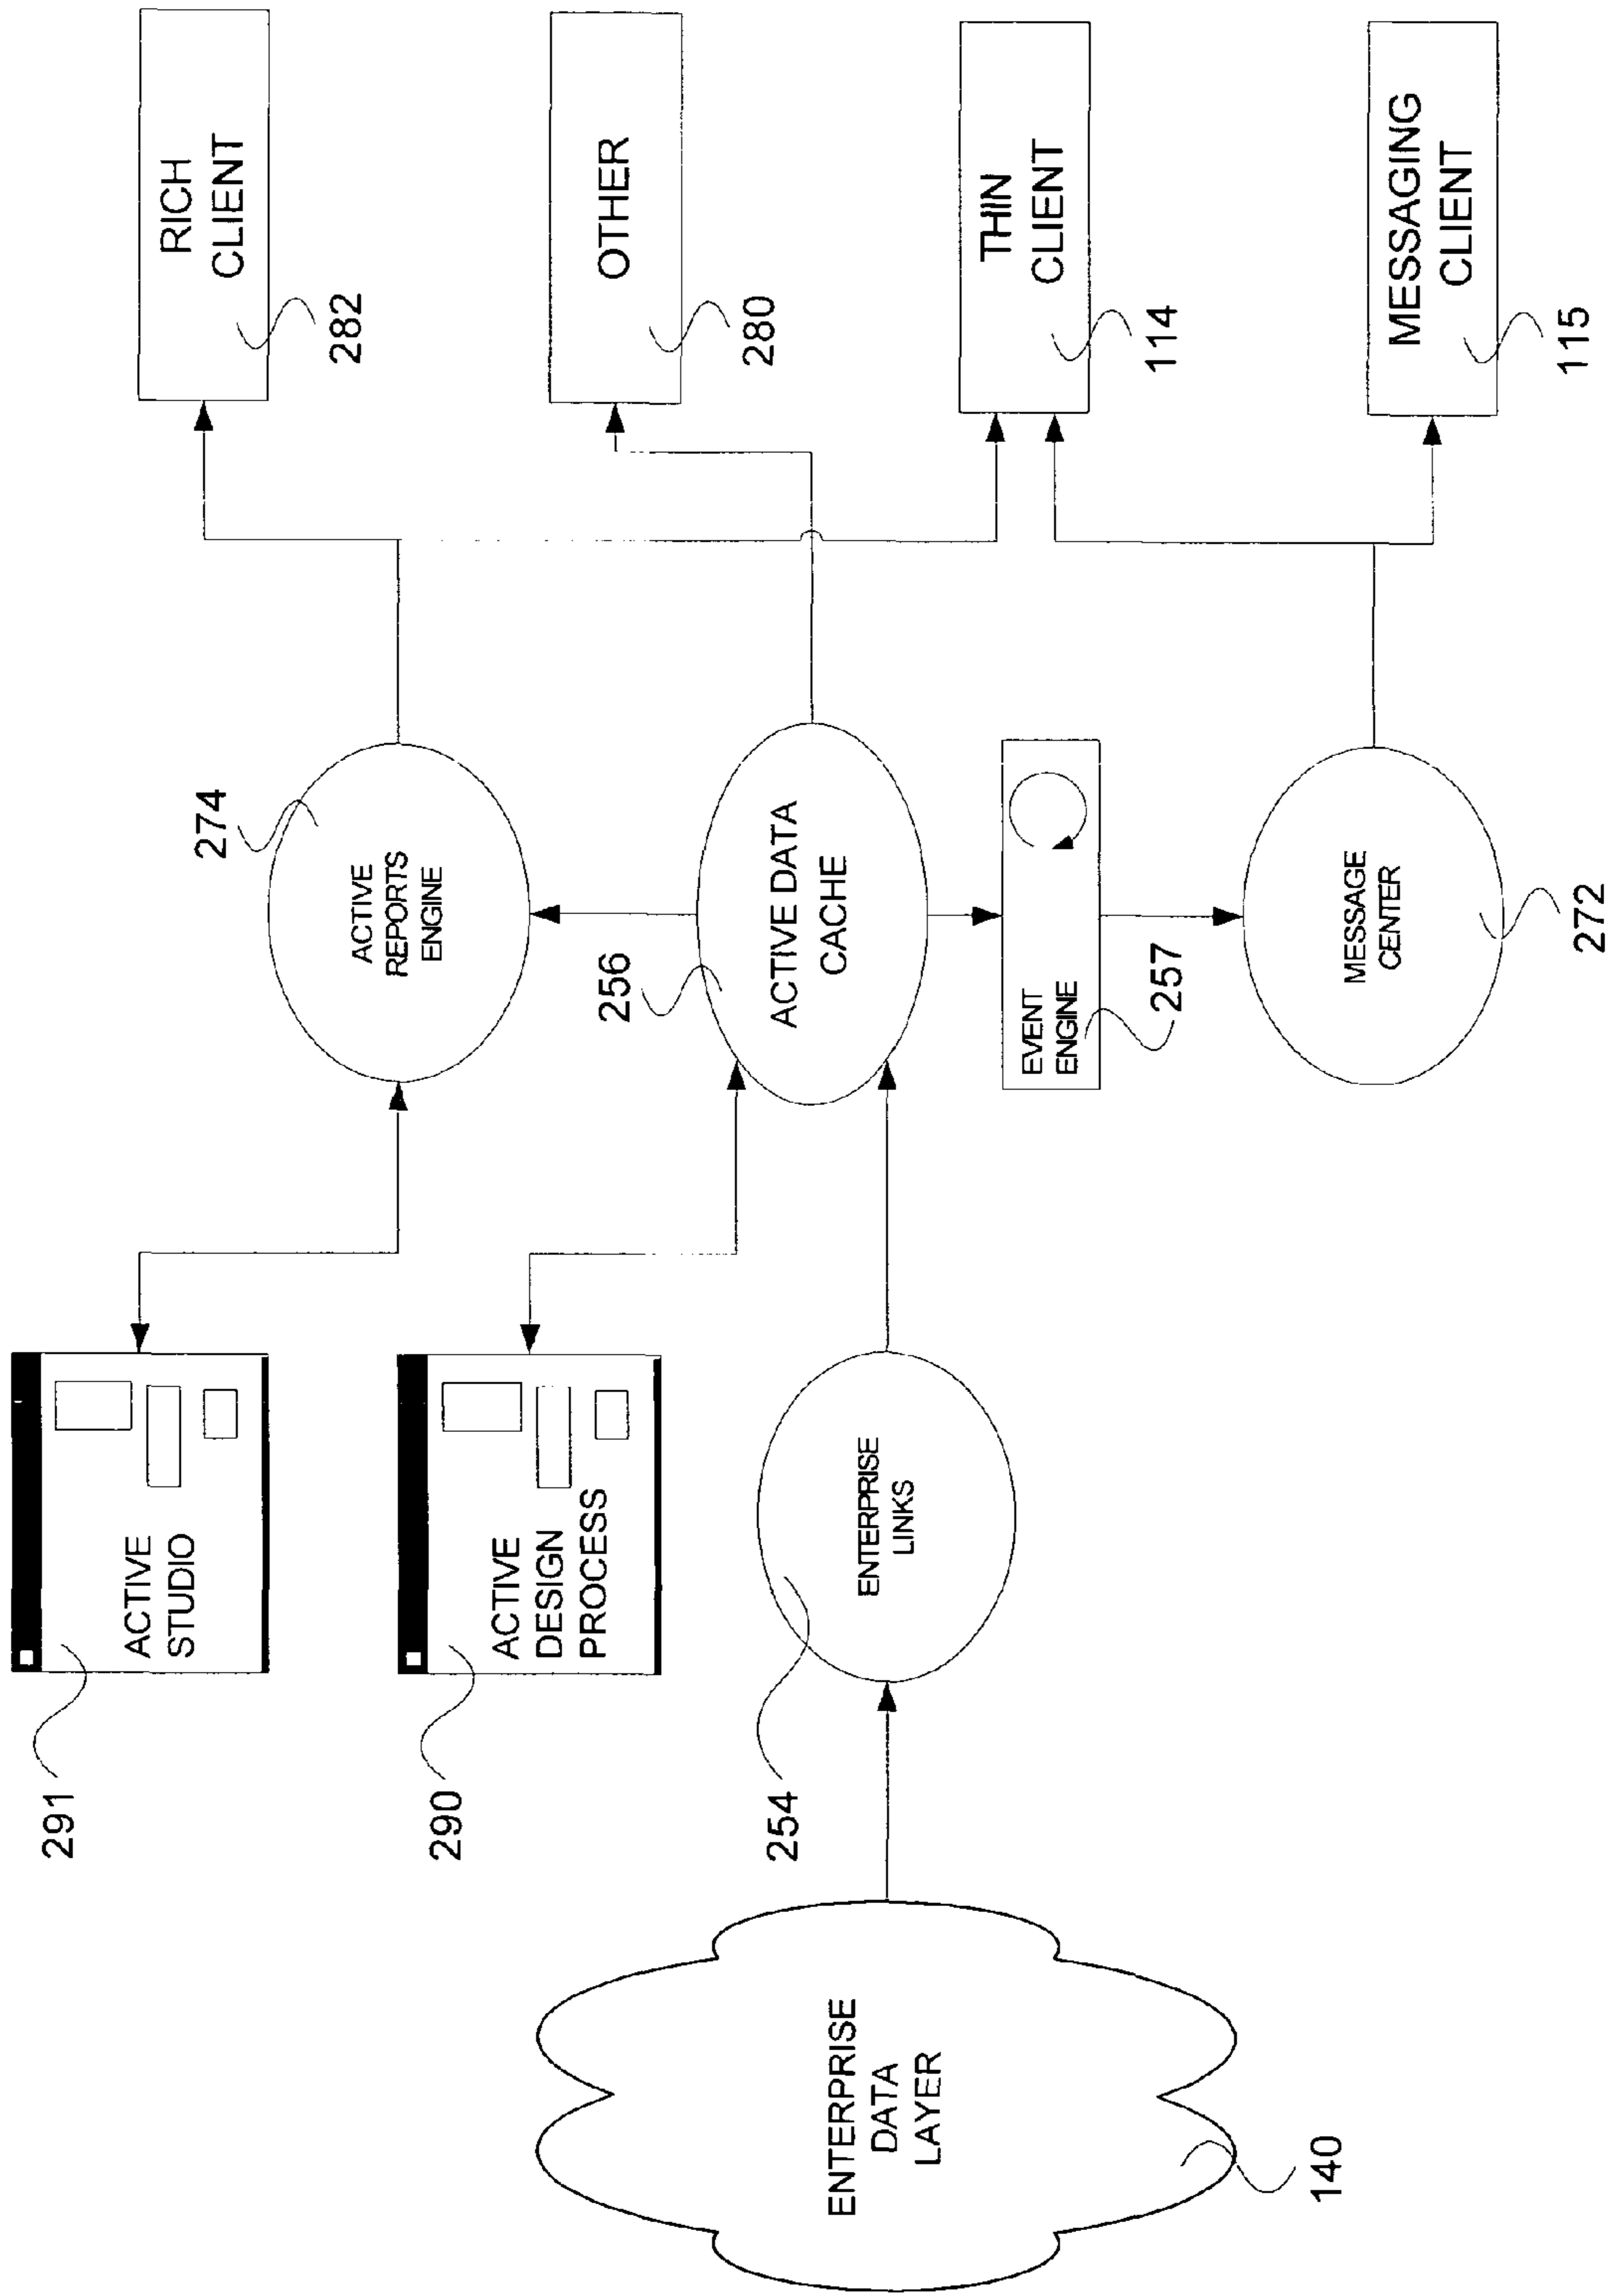 291
ACTIVE
STUDIO
274
ACTIVE
REPORTS
ENGINE
RICH
CLIENT
282
290
ACTIVE
DESIGN
PROCESS
256
ACTIVE DATA
CACHE
OTHER
280
254
ENTERPRISE
LINKS
EVENT
ENGINE
257
THIN
CLIENT
114
ENTERPRISE
DATA
LAYER
140
MESSAGE
CENTER
272
MESSAGING
CLIENT
115